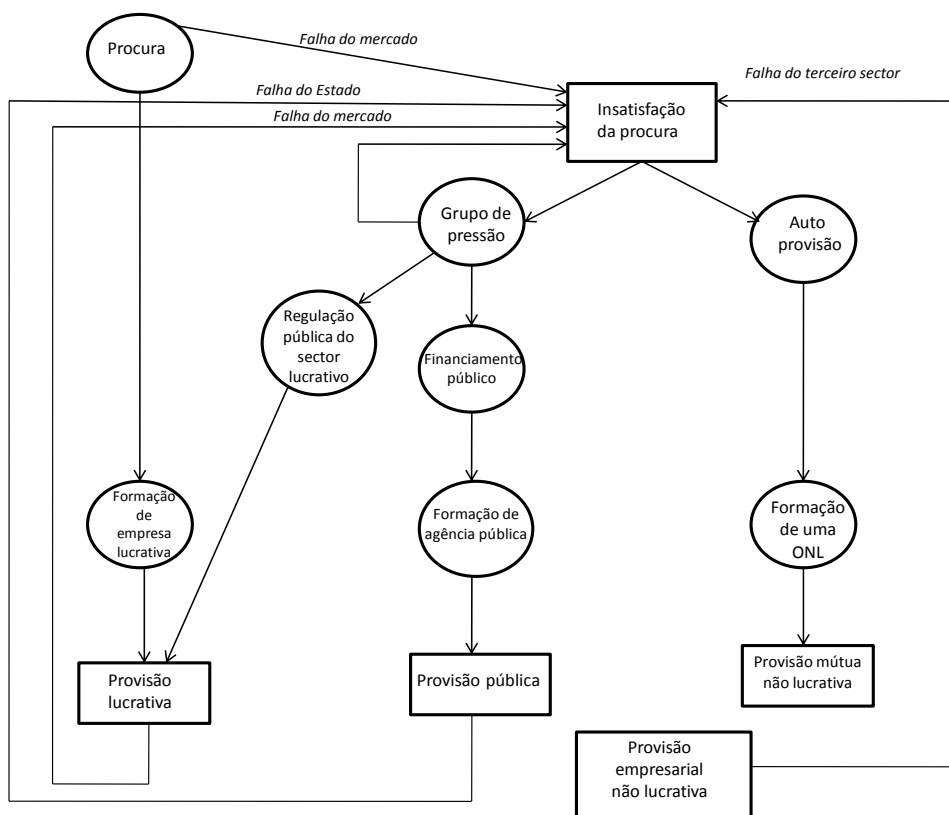 Procura
Falha do mercado
Falha do terceiro sector
Falha do Estado
Falha do mercado
Insatisfação
da procura
Grupo de
pressão
Auto
provisão
Regulação
pública do
sector
lucrativo
Financiamento
público
Formação
de
empresa
lucrativa
Formação de
agência pública
Formação
de uma
ONL
Provisão
lucrativa
Provisão pública
Provisão mútua
não lucrativa
Provisão
empresarial
não lucrativa